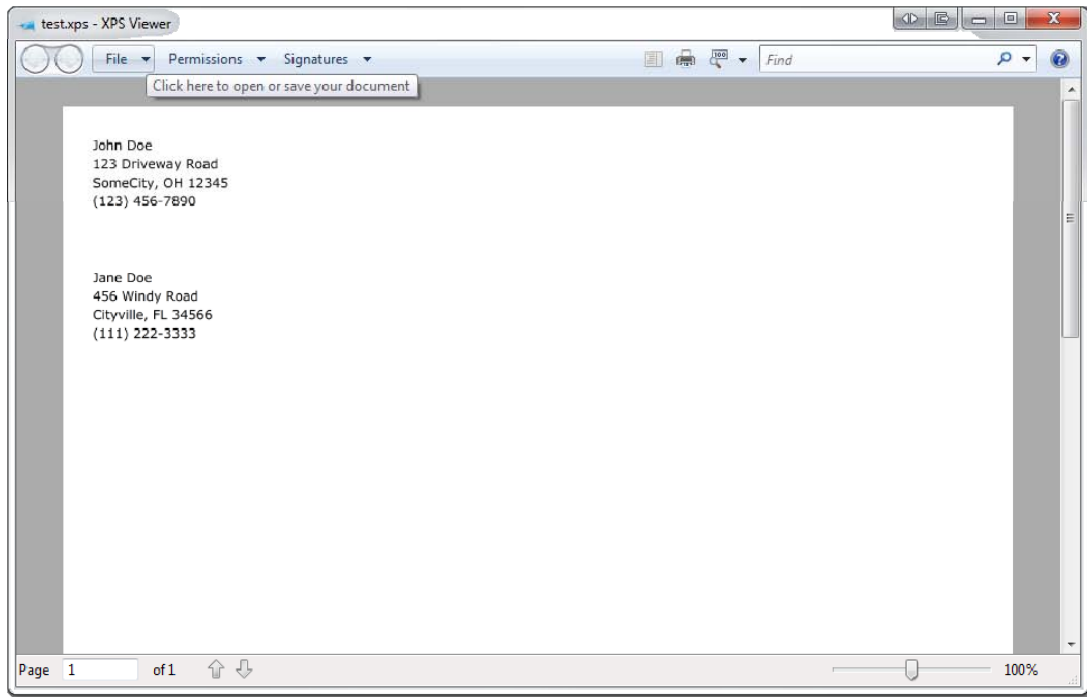 test.xps - XPS Viewer
File Permissions Signatures 100 Find
Click here to open or save your document
John Doe
123 Driveway Road
SomeCity, OH 12345
(123) 456-7890
Jane Doe
456 Windy Road
Cityville, FL 34566
(111) 222-3333
Page 1 of 1 100%